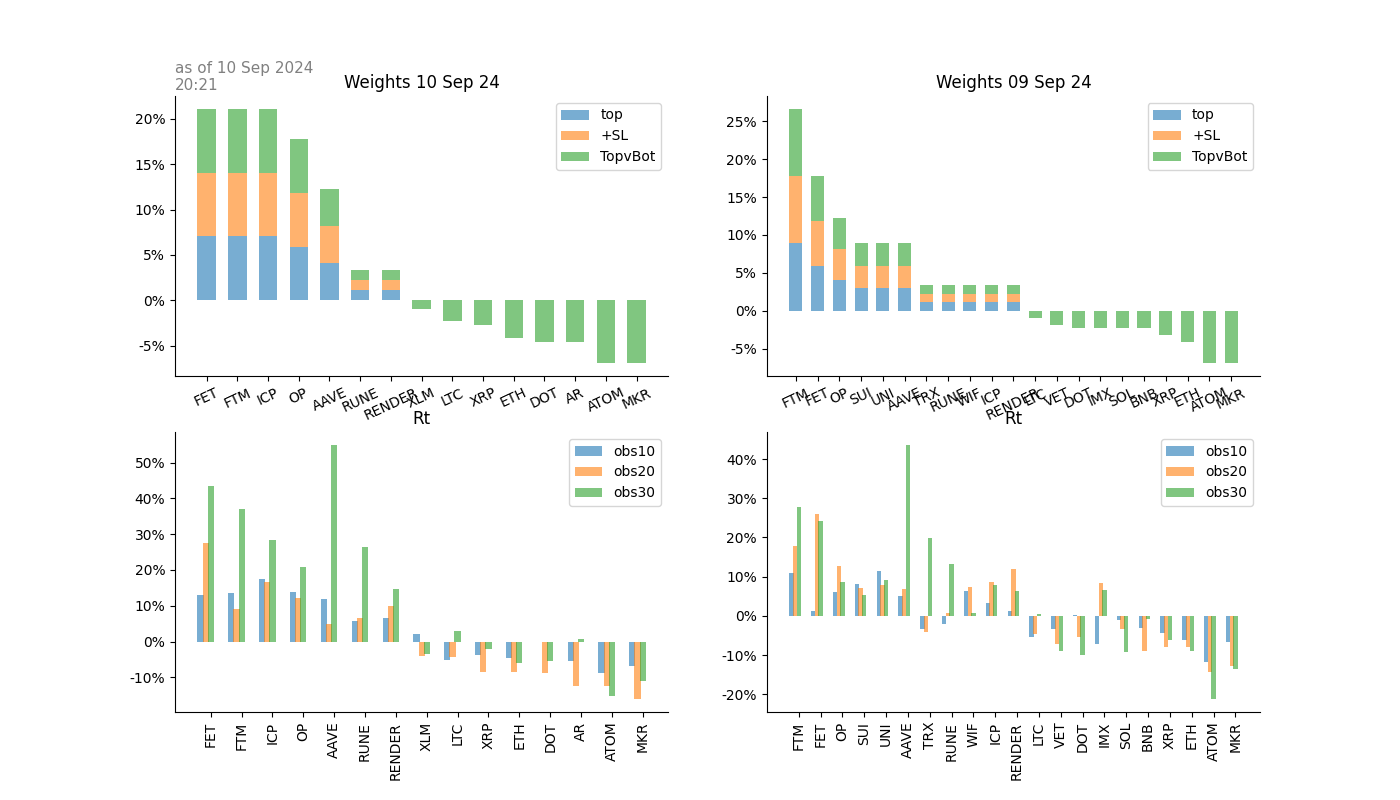 as of 10 Sep 2024
20:21
Weights 10 Sep 24
20%
15%
10%
5%
0%
-5%
top
+SL
TopvBot
FET FTM ICP OP AAVE RUNE RENDER XLM LTC XRP ETH DOT AR ATOM MKR
Weights 09 Sep 24
25%
20%
15%
10%
5%
0%
-5%
top
+SL
TopvBot
FTM FET OP SUI UNI AAVE TRX RUNE WIF ICP RENDER LTC VET DOT IMX SOL BNB XRP ETH ATOM MKR
Rt
50%
40%
30%
20%
10%
0%
-10%
obs10
obs20
obs30
FET FTM ICP OP AAVE RUNE RENDER XLM LTC XRP ETH DOT AR ATOM MKR
Rt
40%
30%
20%
10%
0%
-10%
-20%
obs10
obs20
obs30
FTM FET OP SUI UNI AAVE TRX RUNE WIF ICP RENDER LTC VET DOT IMX SOL BNB XRP ETH ATOM MKR